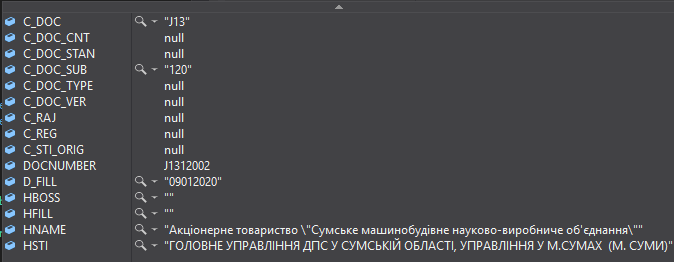 C_DOC "J13"
C_DOC_CNT null
C_DOC_STAN null
C_DOC_SUB "120"
C_DOC_TYPE null
C_DOC_VER null
C_RAJ null
C_REG null
C_STI_ORIG null
DOCNUMBER J1312002
D_FILL "09012020"
HBOSS ""
HFILL ""
HNAME "Акціонерне товариство \"Сумське машинобудівне науково-виробниче об'єднання\""
HSTI "ГОЛОВНЕ УПРАВЛІННЯ ДПС У СУМСЬКІЙ ОБЛАСТІ, УПРАВЛІННЯ У М.СУМАХ (М. СУМИ)"